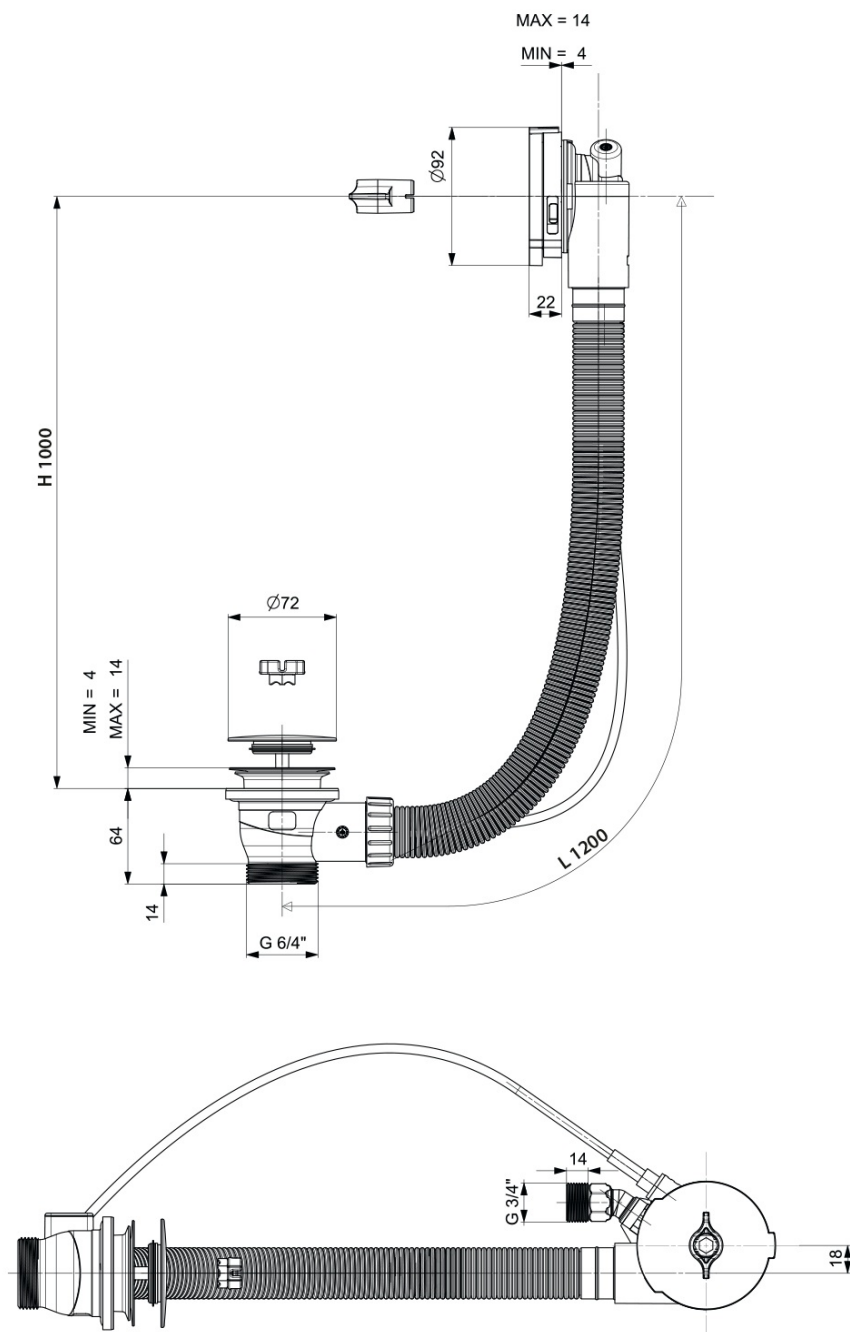 MAX = 14
MIN = 4
Ø92
22
H 1000
Ø72
MIN = 4
MAX = 14
64
14
L 1200
G 6/4"
14
G 3/4"
18